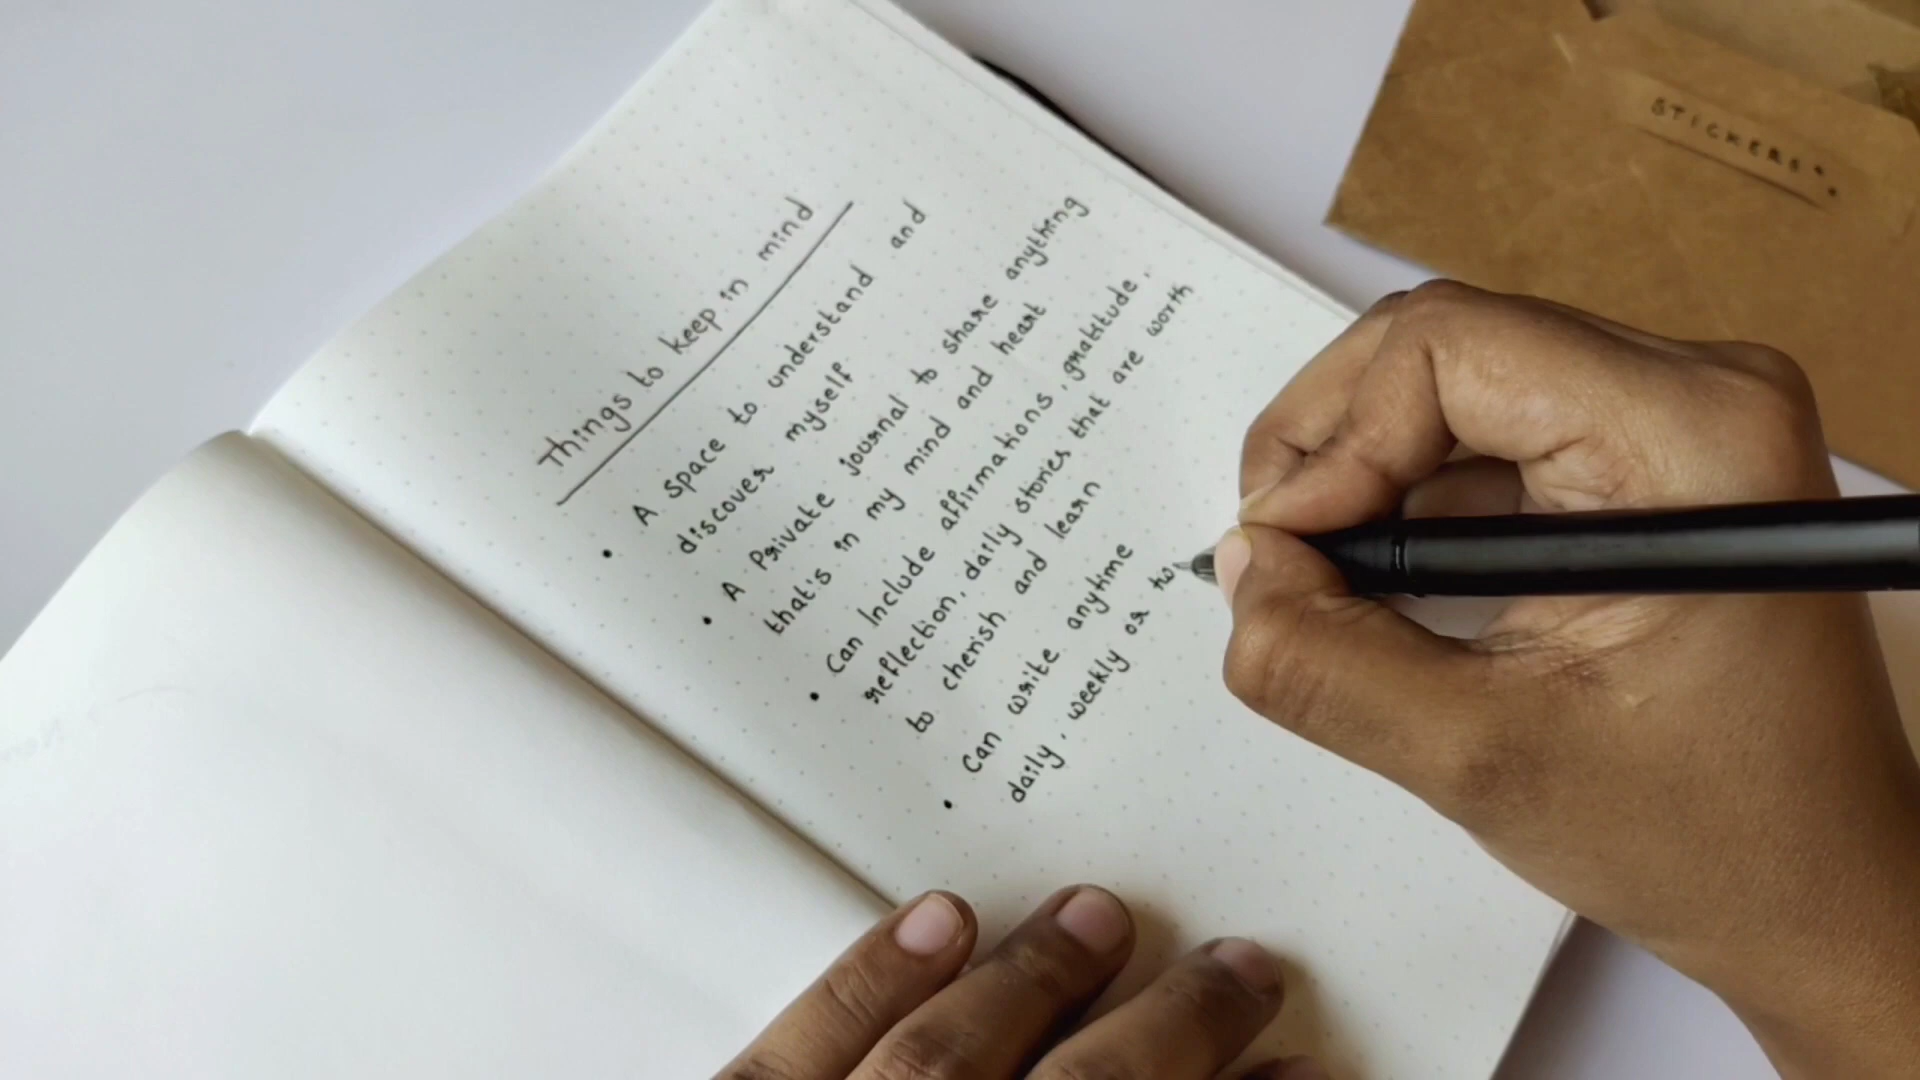 Things to keep in mind
• A space to understand and
discover myself
• A Private journal to share anything
that's in my mind and heart
• Can Include affirmations, gratitude,
reflection, daily stories that are worth
to cherish and learn
• Can write anytime
daily, weekly or tw
STICKERS